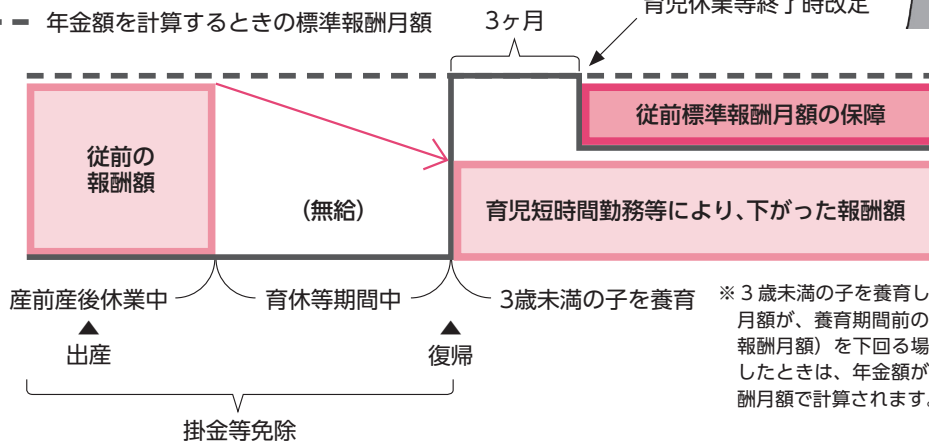 年金額を計算するときの標準報酬月額
3ヶ月
育児休業等終了時改定
従前標準報酬月額の保障
従前の
報酬額
(無給)
育児短時間勤務等により、下がった報酬額
産前産後休業中
育休等期間中
3歳未満の子を養育
出産
復帰
掛金等免除
※3歳未満の子を養育し
月額が、養育期間前の
報酬月額）を下回る場
したときは、年金額が
酬月額で計算されます。